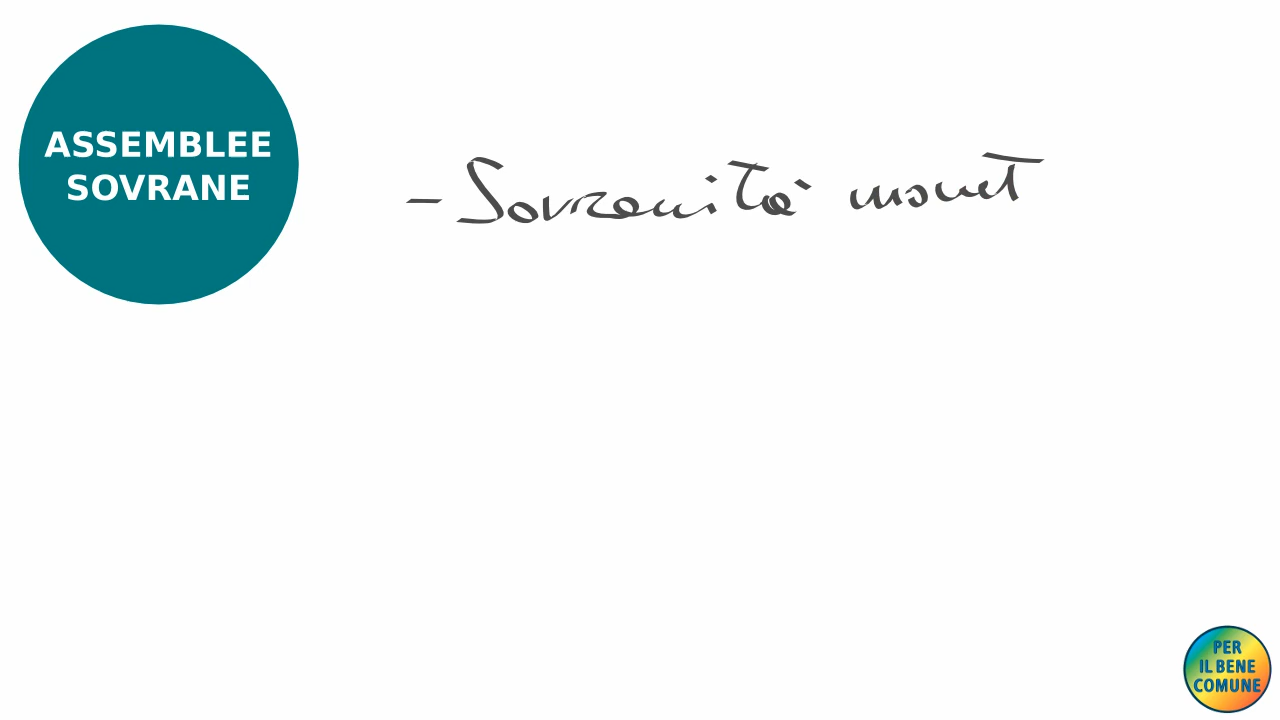 ASSEMBLEE
SOVRANE
- Sovranità monet
PER
IL BENE
COMUNE